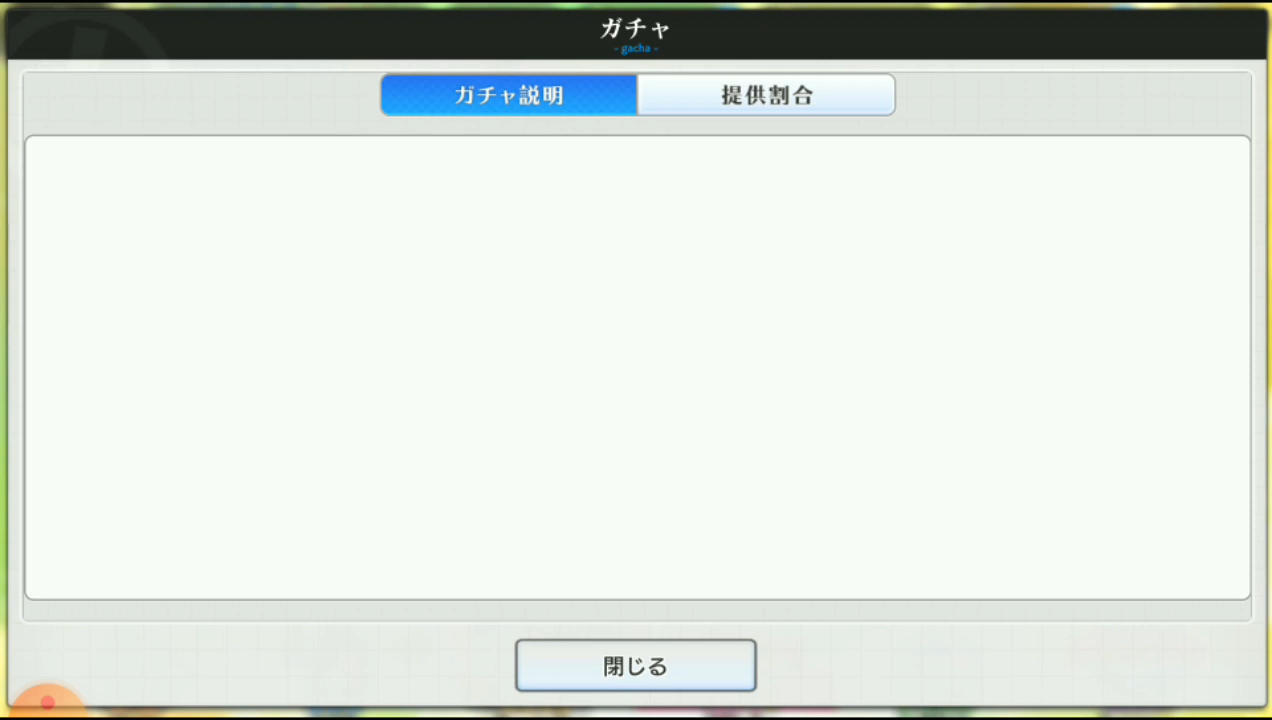 ガチャ
- gacha -
ガチャ説明
提供割合
閉じる